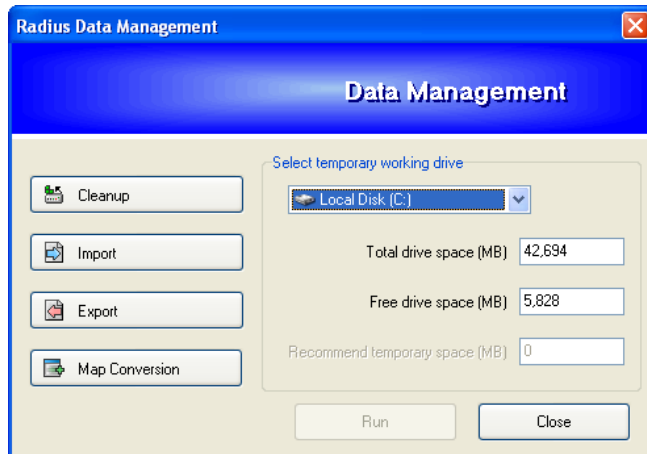 Radius Data Management
Data Management
Select temporary working drive
Cleanup
Local Disk (C:)
Import
Total drive space (MB) 42,694
Export
Free drive space (MB) 5,828
Map Conversion
Recommend temporary space (MB) 0
Run
Close